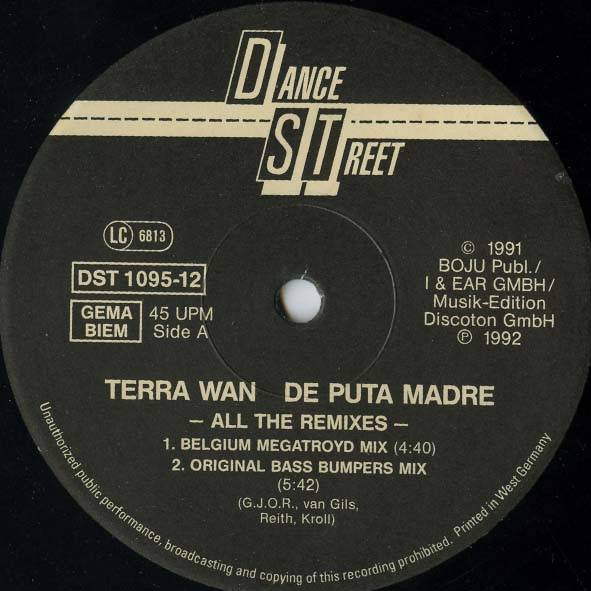 DANCE
STREET
LC 6813
DST 1095-12
GEMA
BIEM
45 UPM
Side A
© 1991
BOJU Publ./
I & EAR GMBH/
Musik-Edition
Discoton GmbH
℗ 1992
TERRA WAN DE PUTA MADRE
– ALL THE REMIXES –
1. BELGIUM MEGATROYD MIX (4:40)
2. ORIGINAL BASS BUMPERS MIX
(5:42)
(G.J.O.R., van Gils,
Reith, Kroll)
Unauthorized public performance, broadcasting and copying of this recording prohibited. Printed in West Germany